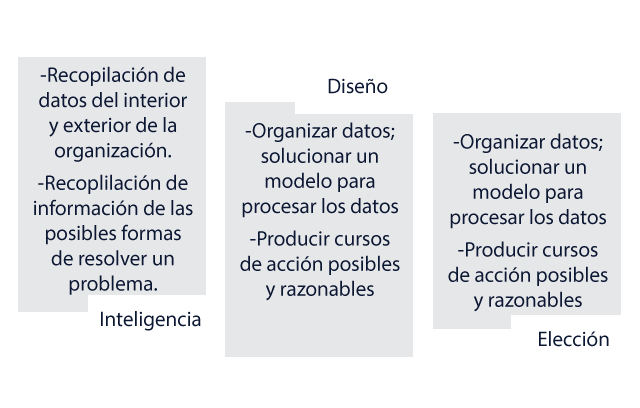 -Recopilación de
datos del interior
y exterior de la
organización.
-Recoplilación de
información de las
posibles formas
de resolver un
problema.
Inteligencia
Diseño
-Organizar datos;
solucionar un
modelo para
procesar los datos
-Producir cursos
de acción posibles
y razonables
-Organizar datos;
solucionar un
modelo para
procesar los datos
-Producir cursos
de acción posibles
y razonables
Elección